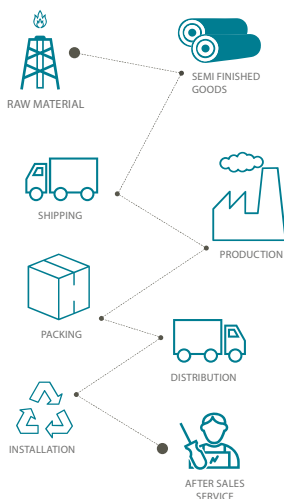 RAW MATERIAL
SEMI FINISHED
GOODS
SHIPPING
PRODUCTION
PACKING
DISTRIBUTION
INSTALLATION
AFTER SALES
SERVICE